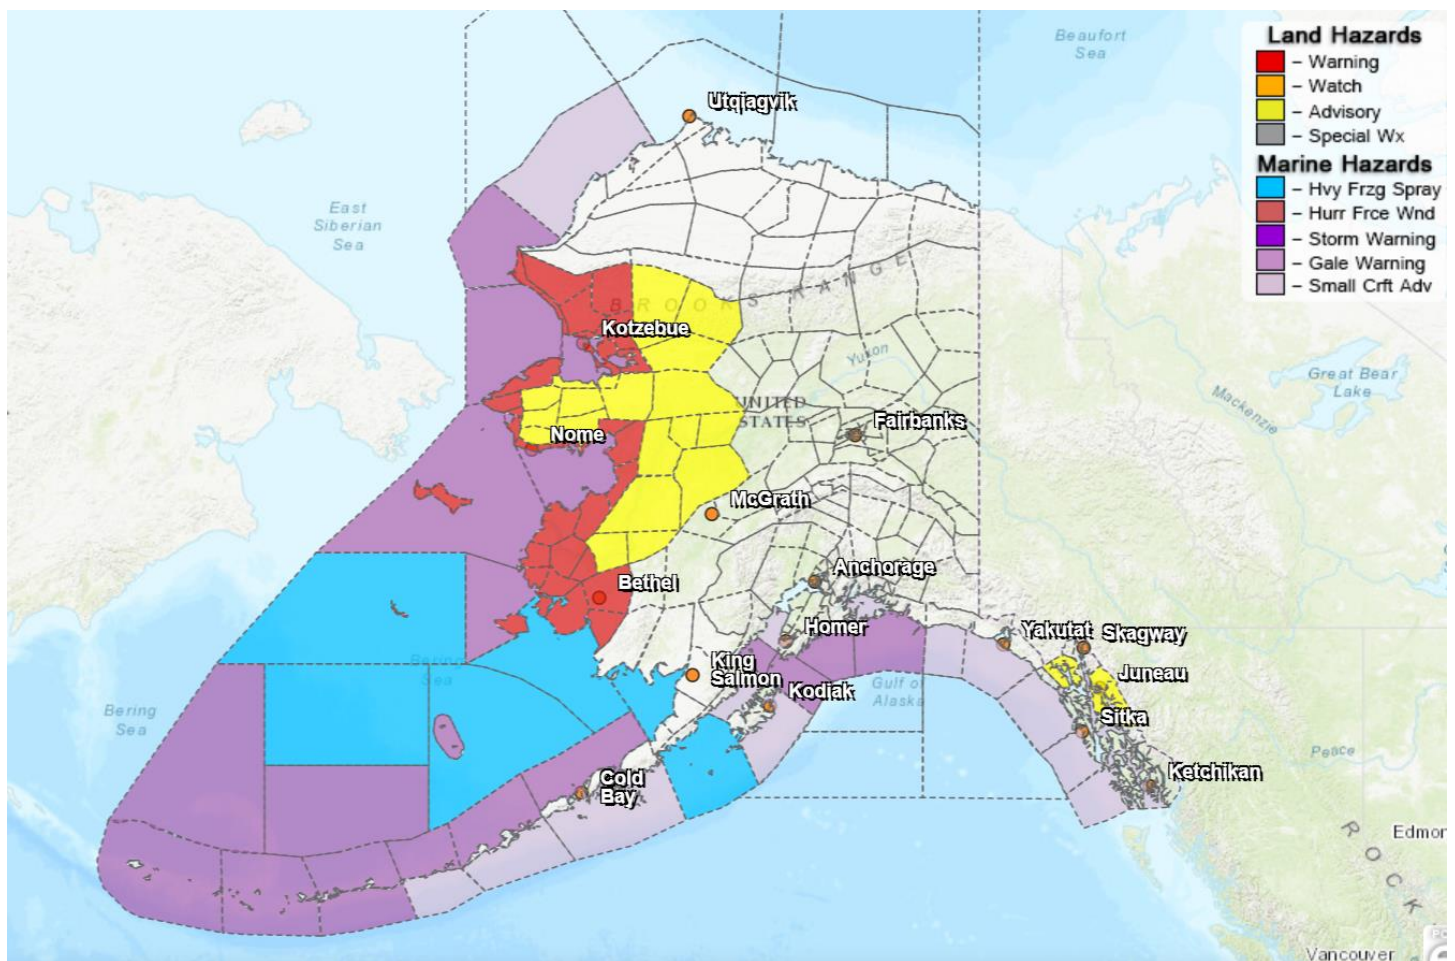 Land Hazards
– Warning
– Watch
– Advisory
– Special Wx
Marine Hazards
– Hvy Frzg Spray
– Hurr Frce Wnd
– Storm Warning
– Gale Warning
– Small Crft Adv
Beaufort
Sea
Utqiagvik
East
Siberian
Sea
BROOKS RANGE
Kotzebue
Yukon
Great Bear
Lake
Mackenzie
UNITED
STATES
Nome
Fairbanks
McGrath
Anchorage
Bethel
Homer
Yakutat
Skagway
King
Salmon
Juneau
Kodiak
Gulf of
Alaska
Bering
Sea
Bering
Sea
Sitka
Peace
Cold
Bay
Ketchikan
ROCK
Edmor
Vancouver